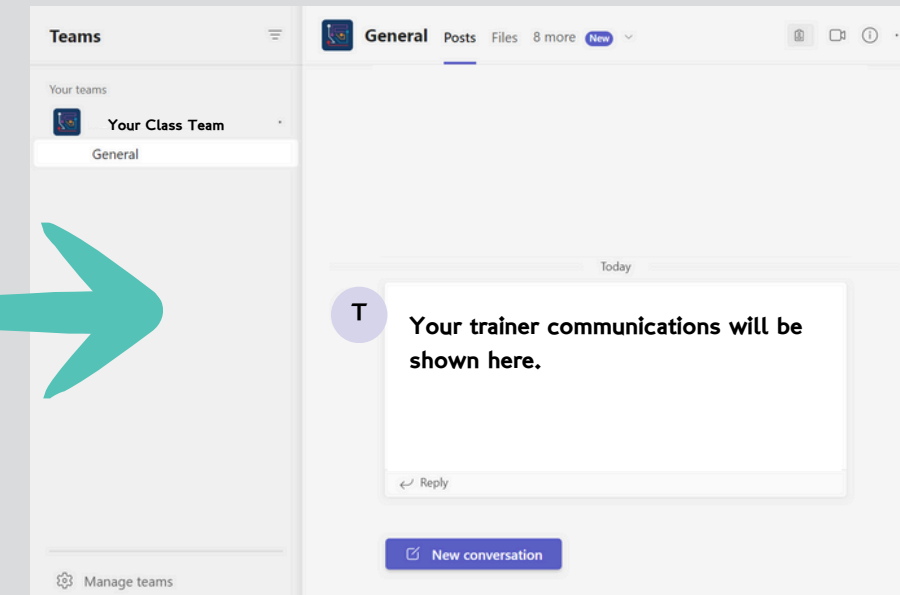 Teams
Your teams
Your Class Team
General
General Posts Files 8 more New
Today
T
Your trainer communications will be
shown here.
Reply
New conversation
Manage teams